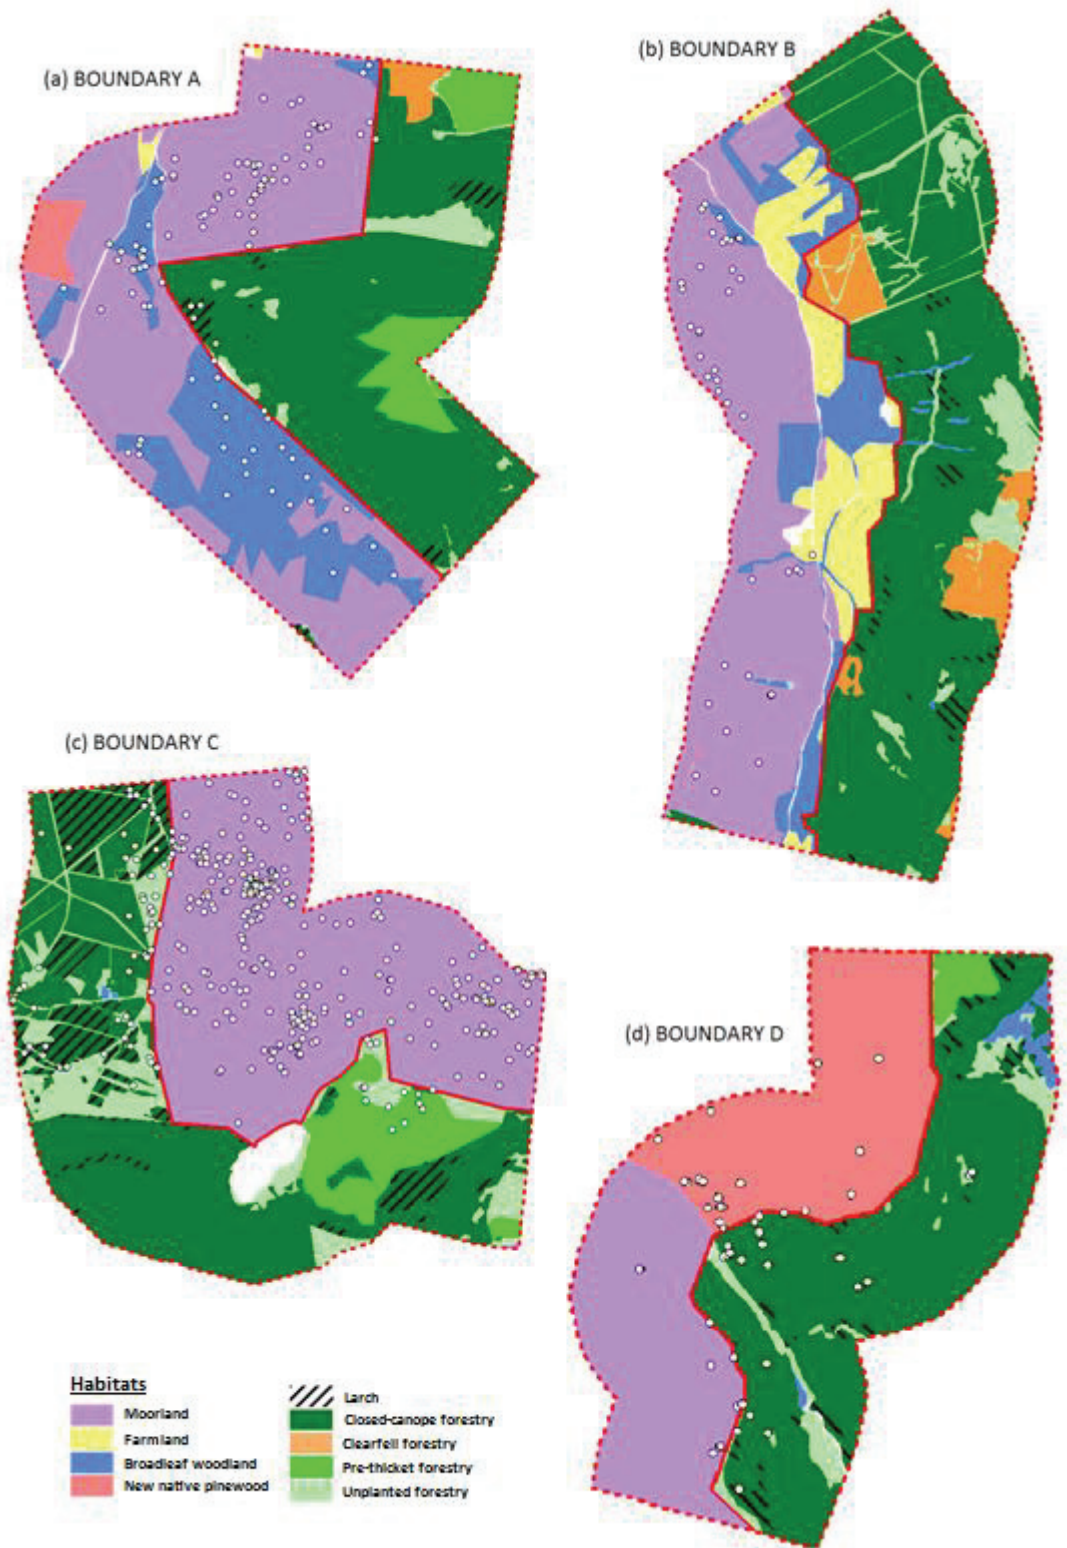 (a) BOUNDARY A
(b) BOUNDARY B
(c) BOUNDARY C
(d) BOUNDARY D
Habitats
Moorland
Farmland
Broadleaf woodland
New native pinewood
Larch
Closed-canope forestry
Clearfell forestry
Pre-thicket forestry
Unplanted forestry